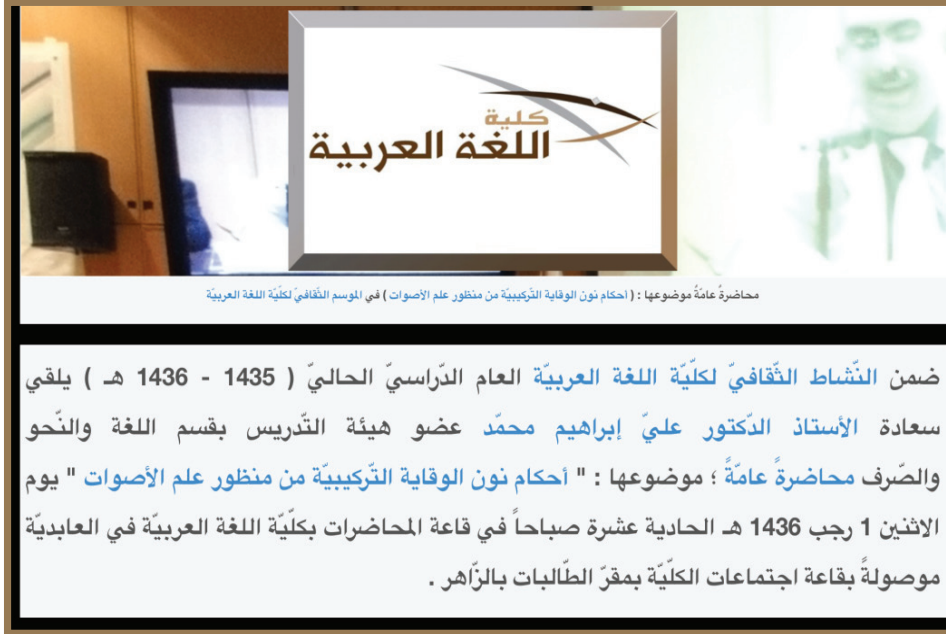 كلية
اللغة العربية
محاضرةً عامّةً موضوعها : ( أحكام نون الوقاية التّركيبيّة من منظور علم الأصوات ) في الموسم الثّقافيّ لكلّيّة اللغة العربيّة
ضمن النّشاط الثّقافيّ لكلّيّة اللغة العربيّة العام الدّراسيّ الحاليّ ( 1435 - 1436 هـ ) يلقي
سعادة الأستاذ الدّكتور عليّ إبراهيم محمّد عضو هيئة التّدريس بقسم اللغة والنّحو
والصّرف محاضرةً عامّةً ؛ موضوعها : " أحكام نون الوقاية التّركيبيّة من منظور علم الأصوات " يوم
الاثنين 1 رجب 1436 هـ الحادية عشرة صباحاً في قاعة المحاضرات بكلّيّة اللغة العربيّة في العابديّة
موصولةً بقاعة اجتماعات الكلّيّة بمقرّ الطّالبات بالزّاهر .